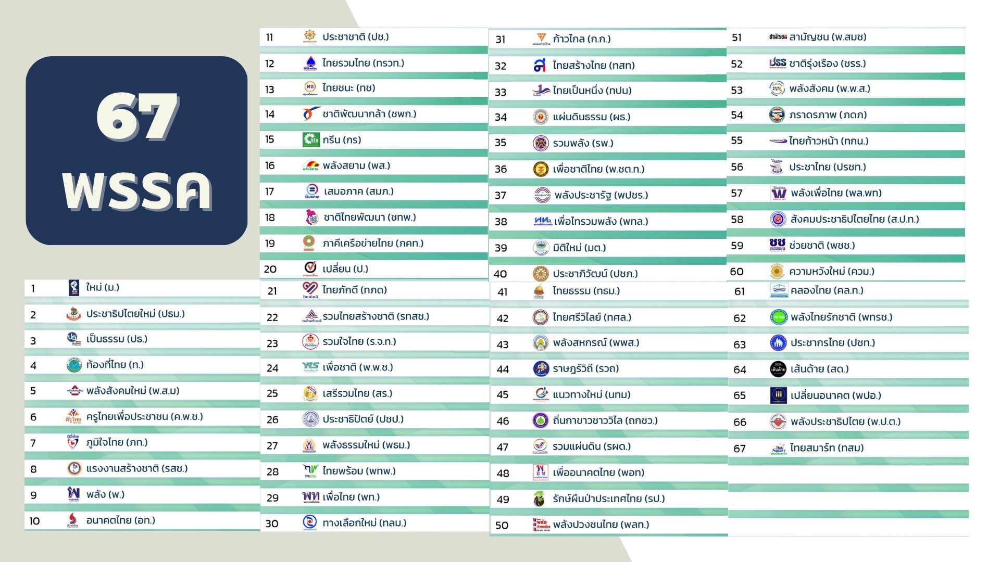 67
พรรค
1 ใหม่ (ม.)
2 ประชาธิปไตยใหม่ (ปธม.)
3 เป็นธรรม (ปธ.)
4 ท้องที่ไทย (ท.)
5 พลังสังคมใหม่ (พ.ส.ม)
6 ครูไทยเพื่อประชาชน (ค.พ.ช.)
7 ภูมิใจไทย (ภท.)
8 แรงงานสร้างชาติ (รสช.)
9 พลัง (พ.)
10 อนาคตไทย (อท.)
11 ประชาชาติ (ปช.)
12 ไทยรวมไทย (ทรวท.)
13 ไทยชนะ (ทช)
14 ชาติพัฒนากล้า (ชพก.)
15 กรีน (กร)
16 พลังสยาม (พส.)
17 เสมอภาค (สมภ.)
18 ชาติไทยพัฒนา (ชทพ.)
19 ภาคีเครือข่ายไทย (ภคท.)
20 เปลี่ยน (ป.)
21 ไทยภักดี (ทภด)
22 รวมไทยสร้างชาติ (รทสช.)
23 รวมใจไทย (ร.จ.ท.)
24 เพื่อชาติ (พ.พ.ช.)
25 เสรีรวมไทย (สร.)
26 ประชาธิปัตย์ (ปชป.)
27 พลังธรรมใหม่ (พธม.)
28 ไทยพร้อม (พทพ.)
29 เพื่อไทย (พท.)
30 ทางเลือกใหม่ (ทลม.)
31 ก้าวไกล (ก.ก.)
32 ไทยสร้างไทย (ทสท)
33 ไทยเป็นหนึ่ง (ทปน)
34 แผ่นดินธรรม (ผธ.)
35 รวมพลัง (รพ.)
36 เพื่อชาติไทย (พ.ชต.ท.)
37 พลังประชารัฐ (พปชร.)
38 เพื่อไทรวมพลัง (พทล.)
39 มิติใหม่ (มต.)
40 ประชาภิวัฒน์ (ปชภ.)
41 ไทยธรรม (ทธม.)
42 ไทยศรีวิไลย์ (ทศล.)
43 พลังสหกรณ์ (พพส.)
44 ราษฎร์วิถี (รวถ)
45 แนวทางใหม่ (นทม)
46 ถิ่นกาขาวชาววิไล (ถกชว.)
47 รวมแผ่นดิน (รผด.)
48 เพื่ออนาคตไทย (พอท)
49 รักษ์ผืนป่าประเทศไทย (รป.)
50 พลังปวงชนไทย (พลท.)
51 สามัญชน (พ.สมช)
52 ชาติรุ่งเรือง (ชรร.)
53 พลังสังคม (พ.พ.ส.)
54 ภราดรภาพ (ภดภ)
55 ไทยก้าวหน้า (ทกน.)
56 ประชาไทย (ปรชท.)
57 พลังเพื่อไทย (พล.พท)
58 สังคมประชาธิปไตยไทย (ส.ป.ท.)
59 ช่วยชาติ (พชช.)
60 ความหวังใหม่ (ควม.)
61 คลองไทย (คล.ท.)
62 พลังไทยรักชาติ (พทรช.)
63 ประชากรไทย (ปชท.)
64 เส้นด้าย (สด.)
65 เปลี่ยนอนาคต (พปอ.)
66 พลังประชาธิปไตย (พ.ป.ต.)
67 ไทยสมาร์ท (ทสม)